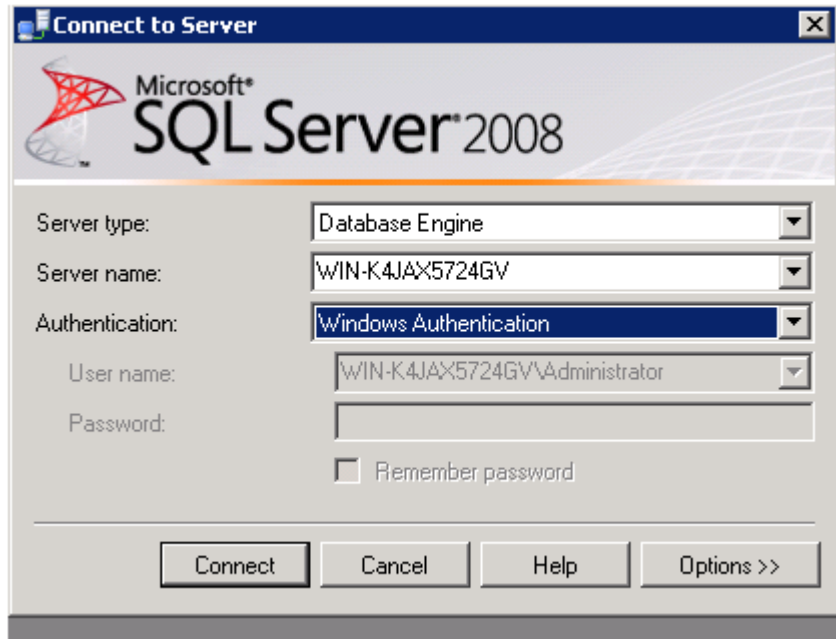 Connect to Server
Microsoft®
SQL Server® 2008
Server type: Database Engine
Server name: WIN-K4JAX5724GV
Authentication: Windows Authentication
User name: WIN-K4JAX5724GV\Administrator
Password:
Remember password
Connect Cancel Help Options >>